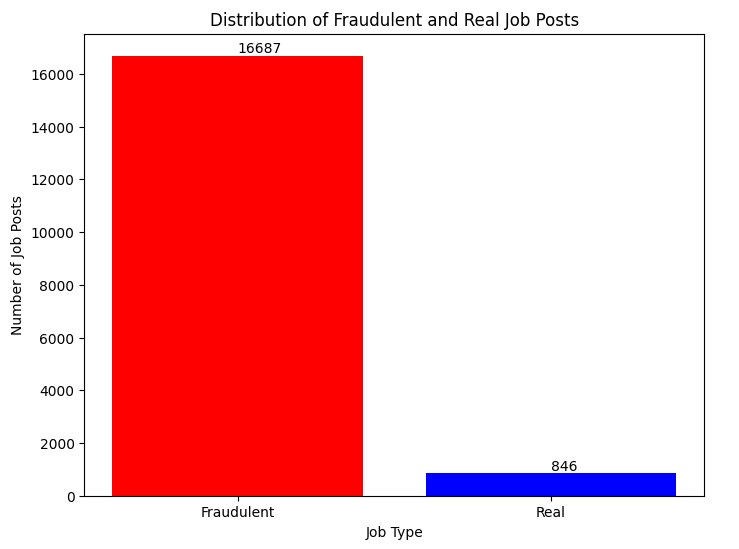 Distribution of Fraudulent and Real Job Posts
16687
16000
14000
12000
10000
8000
6000
4000
2000
0
Number of Job Posts
846
Fraudulent
Real
Job Type